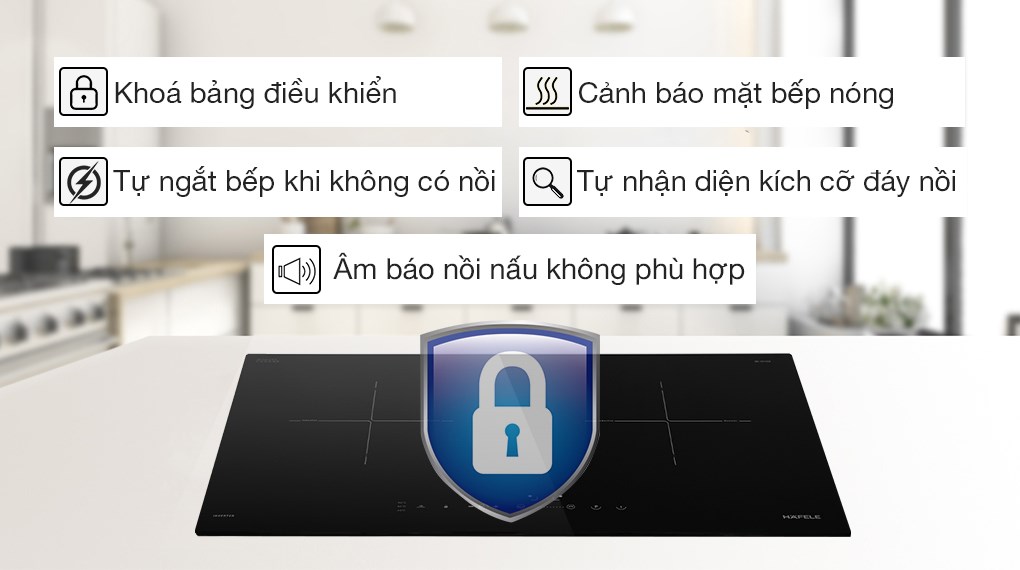 Khoá bảng điều khiển
Cảnh báo mặt bếp nóng
Tự ngắt bếp khi không có nồi
Tự nhận diện kích cỡ đáy nồi
Âm báo nồi nấu không phù hợp
HÄFELE